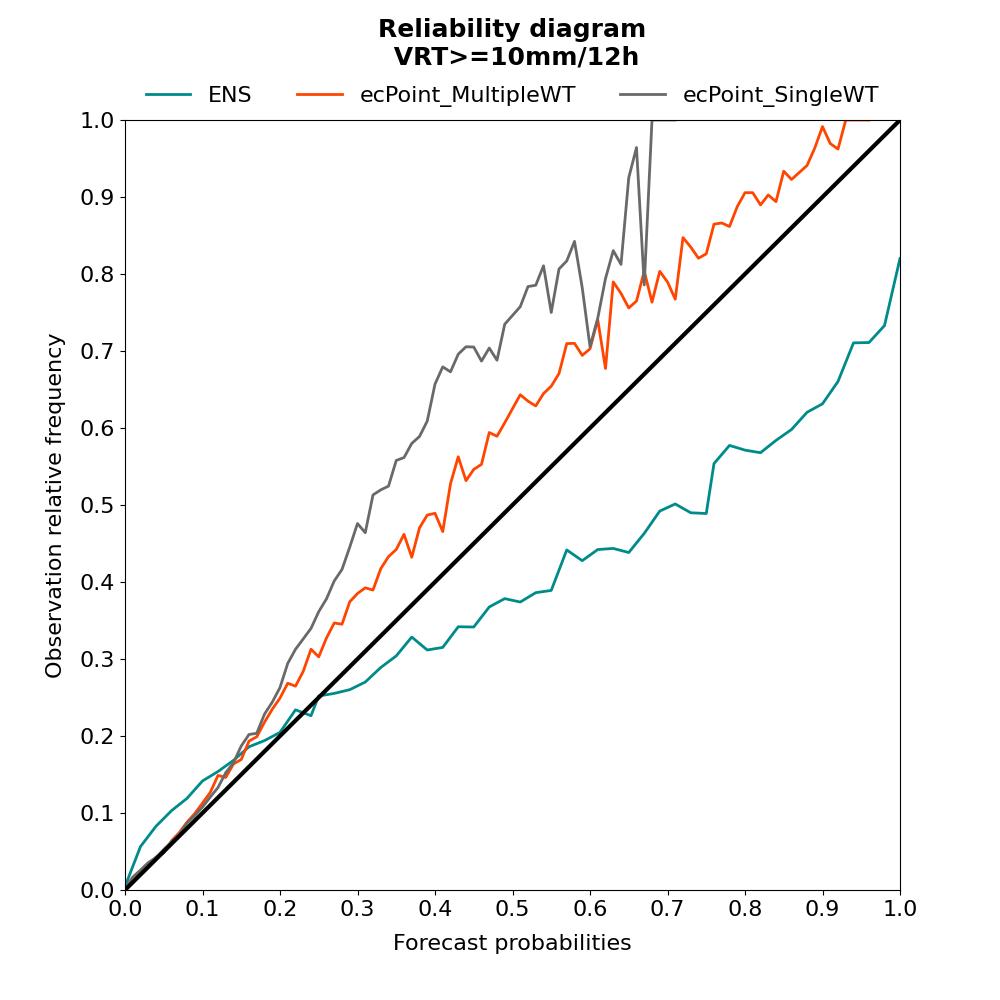 Reliability diagram
VRT>=10mm/12h
ENS ecPoint_MultipleWT ecPoint_SingleWT
1.0
0.9
0.8
0.7
0.6
0.5
0.4
0.3
0.2
0.1
0.0
Observation relative frequency
0.0 0.1 0.2 0.3 0.4 0.5 0.6 0.7 0.8 0.9 1.0
Forecast probabilities